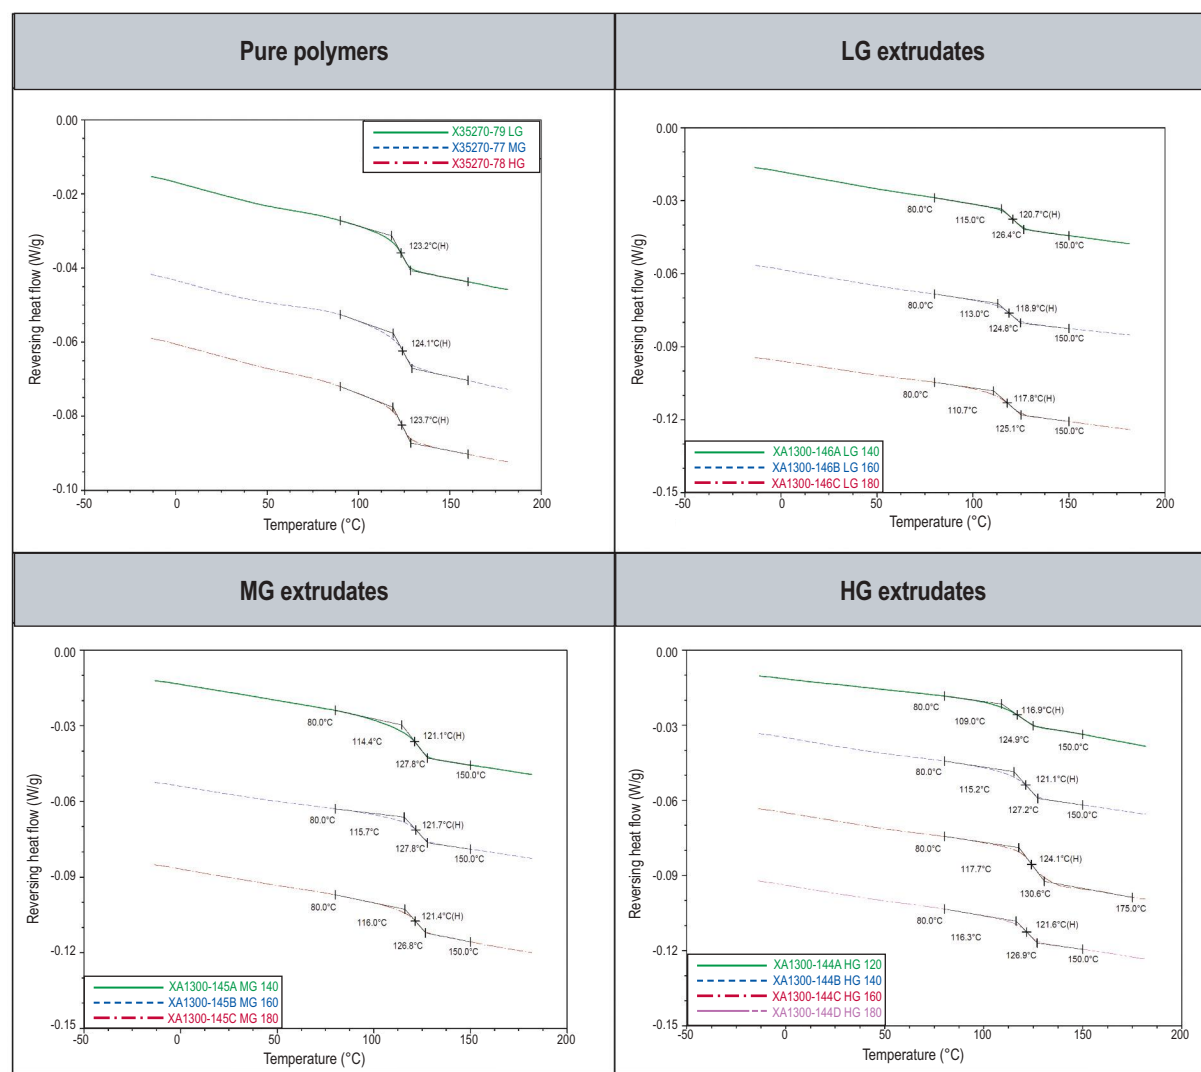 Pure polymers
LG extrudates
0.00
-0.02
-0.04
-0.06
-0.08
-0.10
Reversing heat flow (W/g)
X35270-79 LG
X35270-77 MG
X35270-78 HG
123.2°C(H)
124.1°C(H)
123.7°C(H)
-50
0
50
100
150
200
Temperature (°C)
0.00
-0.03
-0.06
-0.09
-0.12
-0.15
Reversing heat flow (W/g)
80.0°C
115.0°C
120.7°C(H)
126.4°C
150.0°C
80.0°C
113.0°C
118.9°C(H)
124.8°C
150.0°C
80.0°C
110.7°C
117.8°C(H)
125.1°C
150.0°C
XA1300-146A LG 140
XA1300-146B LG 160
XA1300-146C LG 180
-50
0
50
100
150
200
Temperature (°C)
MG extrudates
HG extrudates
0.00
-0.03
-0.06
-0.09
-0.12
-0.15
Reversing heat flow (W/g)
80.0°C
114.4°C
121.1°C(H)
127.8°C
150.0°C
80.0°C
115.7°C
121.7°C(H)
127.8°C
150.0°C
80.0°C
116.0°C
121.4°C(H)
126.8°C
150.0°C
XA1300-145A MG 140
XA1300-145B MG 160
XA1300-145C MG 180
-50
0
50
100
150
200
Temperature (°C)
0.00
-0.03
-0.06
-0.09
-0.12
-0.15
Reversing heat flow (W/g)
80.0°C
109.0°C
116.9°C(H)
124.9°C
150.0°C
80.0°C
115.2°C
121.1°C(H)
127.2°C
150.0°C
80.0°C
117.7°C
124.1°C(H)
130.6°C
175.0°C
80.0°C
116.3°C
121.6°C(H)
126.9°C
150.0°C
XA1300-144A HG 120
XA1300-144B HG 140
XA1300-144C HG 160
XA1300-144D HG 180
-50
0
50
100
150
200
Temperature (°C)